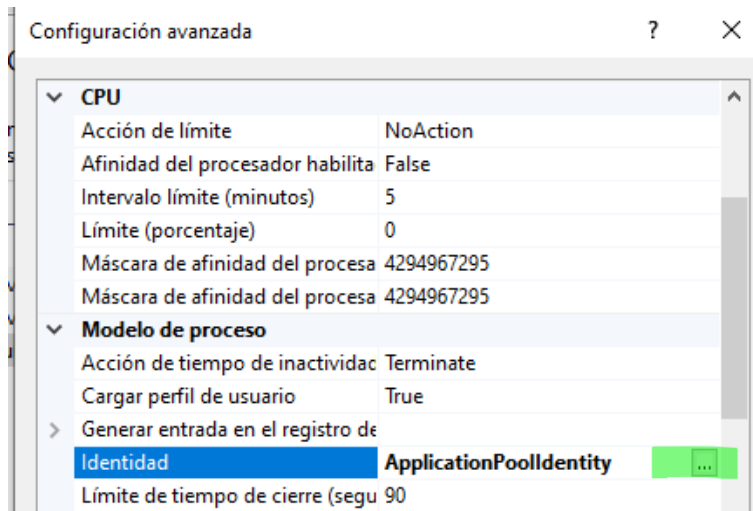 Configuración avanzada ? ×
CPU
Acción de límite NoAction
Afinidad del procesador habilita False
Intervalo límite (minutos) 5
Límite (porcentaje) 0
Máscara de afinidad del procesa 4294967295
Máscara de afinidad del procesa 4294967295
Modelo de proceso
Acción de tiempo de inactividad Terminate
Cargar perfil de usuario True
Generar entrada en el registro de
Identidad ApplicationPoolIdentity ...
Límite de tiempo de cierre (segu 90